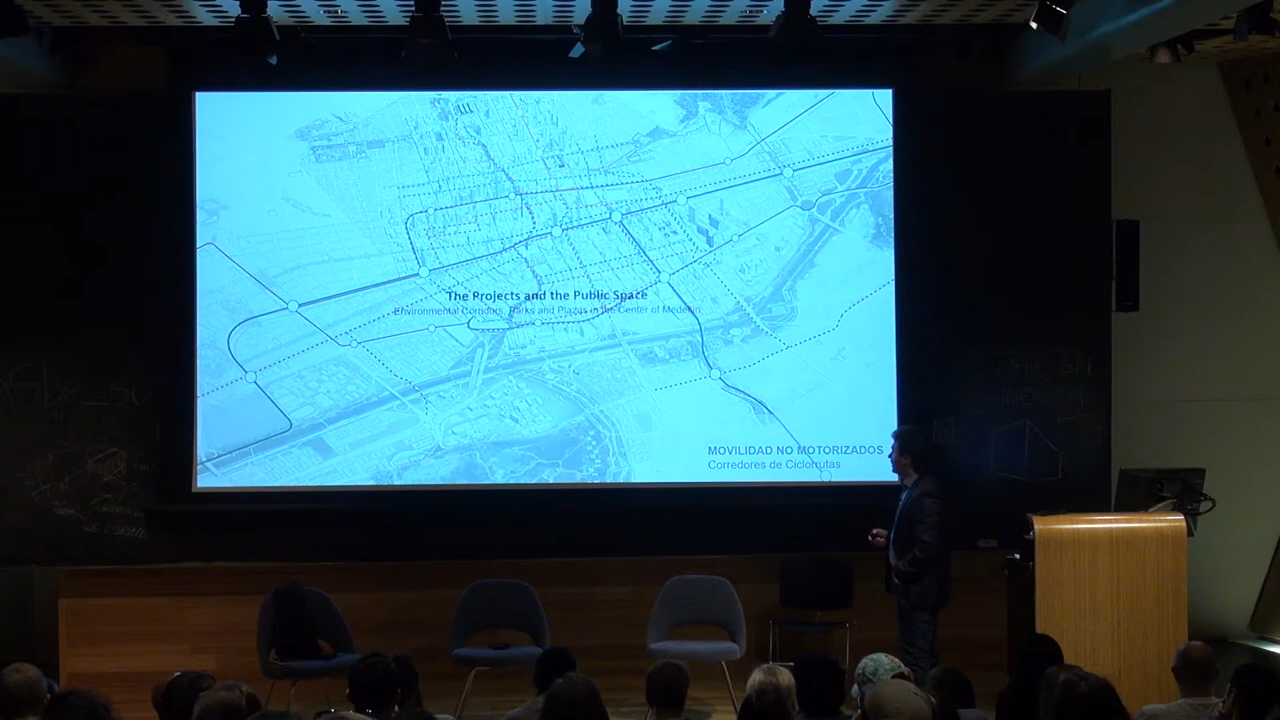 The Projects and the Public Space
Environmental Corridors, Parks and Plazas in the Center of Medellín
MOVILIDAD NO MOTORIZADOS
Corredores de Ciclorrutas